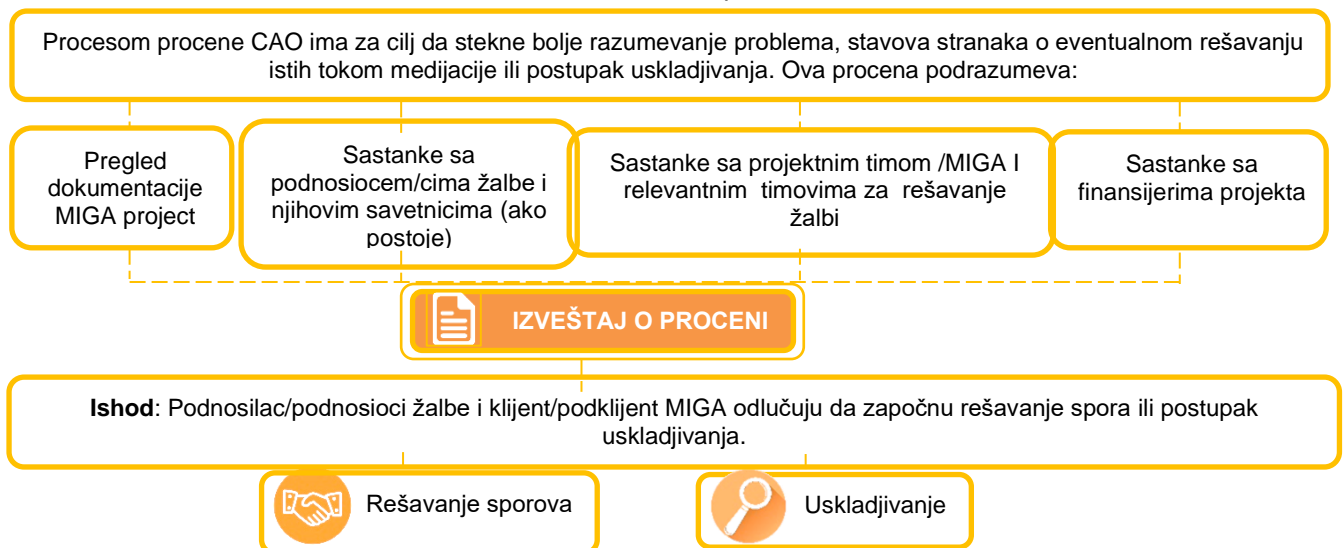 Procesom procene CAO ima za cilj da stekne bolje razumevanje problema, stavova stranaka o eventualnom rešavanju
istih tokom medijacije ili postupak uskladjivanja. Ova procena podrazumeva:
Pregled
dokumentacije
MIGA project
Sastanke sa
podnosiocem/cima žalbe i
njihovim savetnicima (ako
postoje)
Sastanke sa projektnim timom /MIGA I
relevantnim timovima za rešavanje
žalbi
Sastanke sa
finansijerima projekta
IZVEŠTAJ O PROCENI
Ishod: Podnosilac/podnosioci žalbe i klijent/podklijent MIGA odlučuju da započnu rešavanje spora ili postupak
uskladjivanja.
Rešavanje sporova
Uskladjivanje